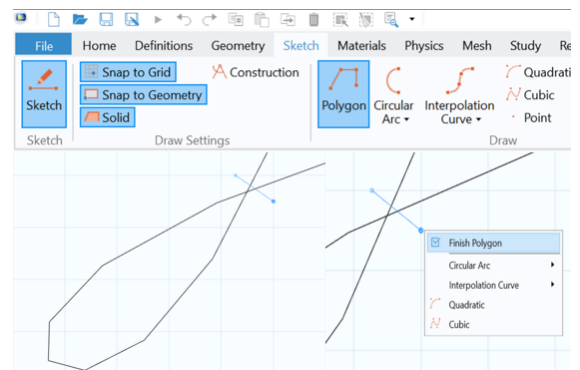 File Home Definitions Geometry Sketch Materials Physics Mesh Study Re
Snap to Grid Construction Quadrati
Sketch Snap to Geometry Polygon Circular Arc Interpolation Curve Cubic
Solid Point
Sketch Draw Settings Draw
Finish Polygon
Circular Arc
Interpolation Curve
Quadratic
Cubic